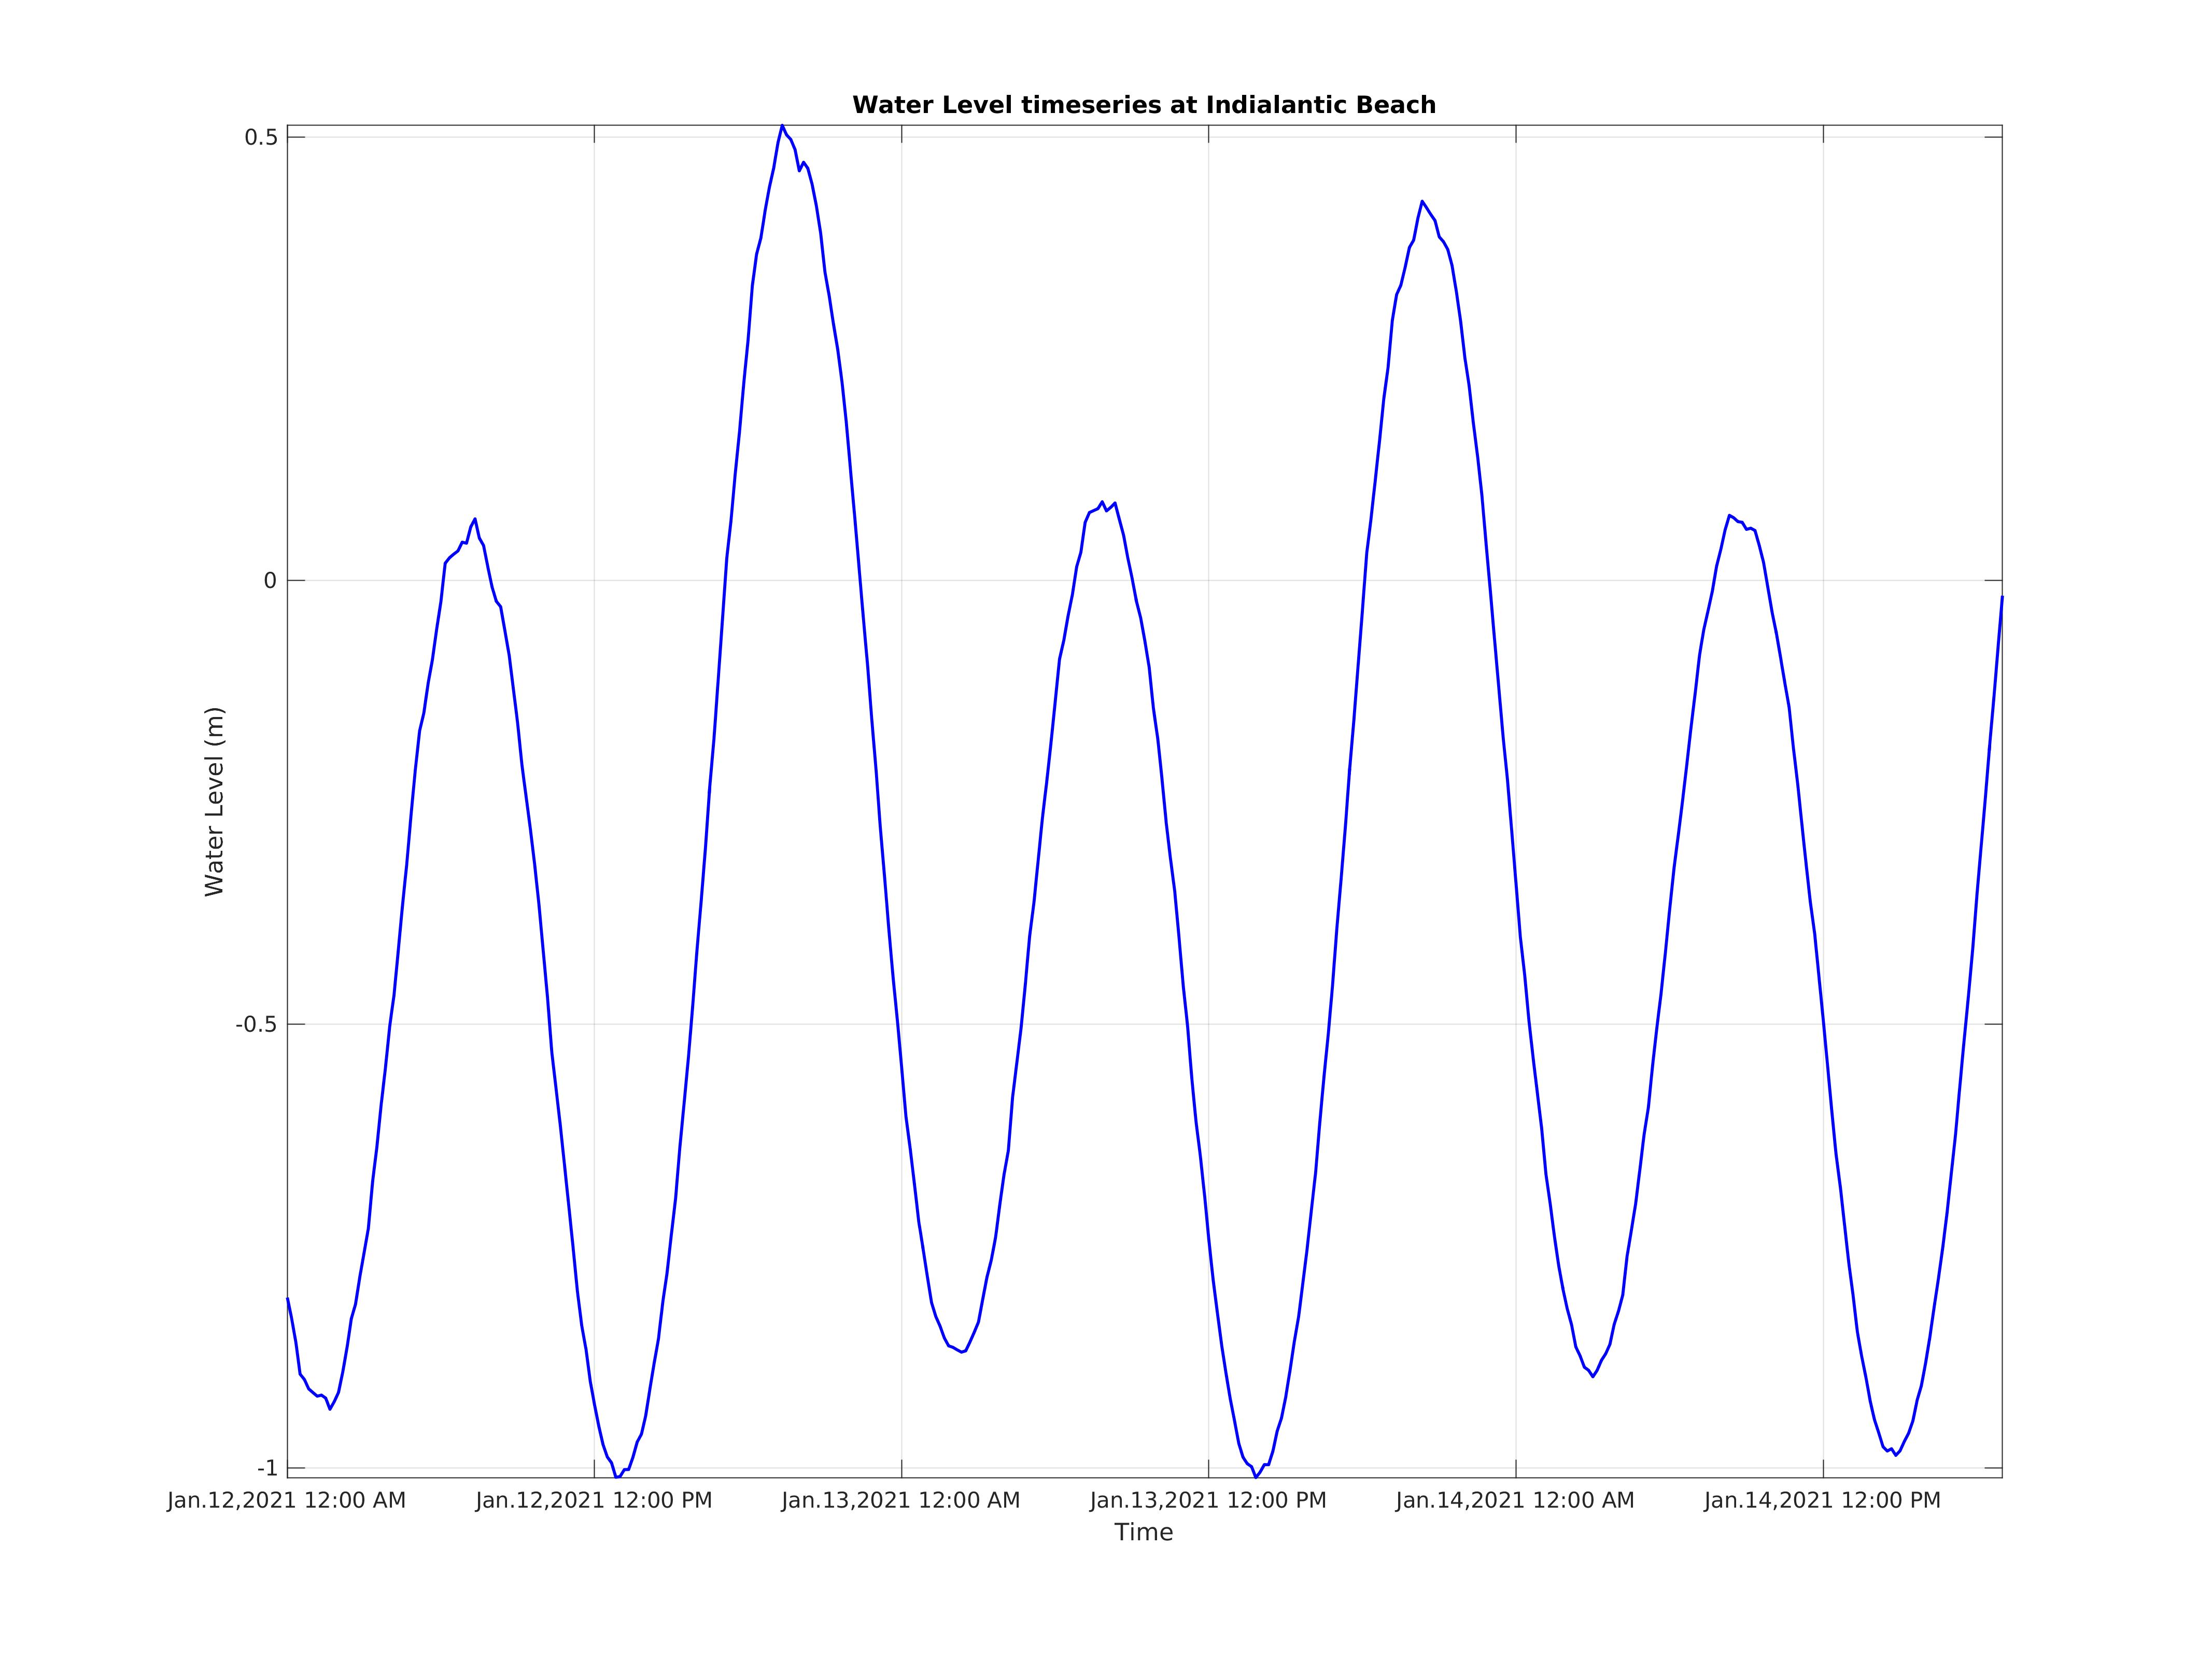 Water Level timeseries at Indialantic Beach
0.5
0
-0.5
-1
Water Level (m)
Jan.12,2021 12:00 AM Jan.12,2021 12:00 PM Jan.13,2021 12:00 AM Jan.13,2021 12:00 PM Jan.14,2021 12:00 AM Jan.14,2021 12:00 PM
Time